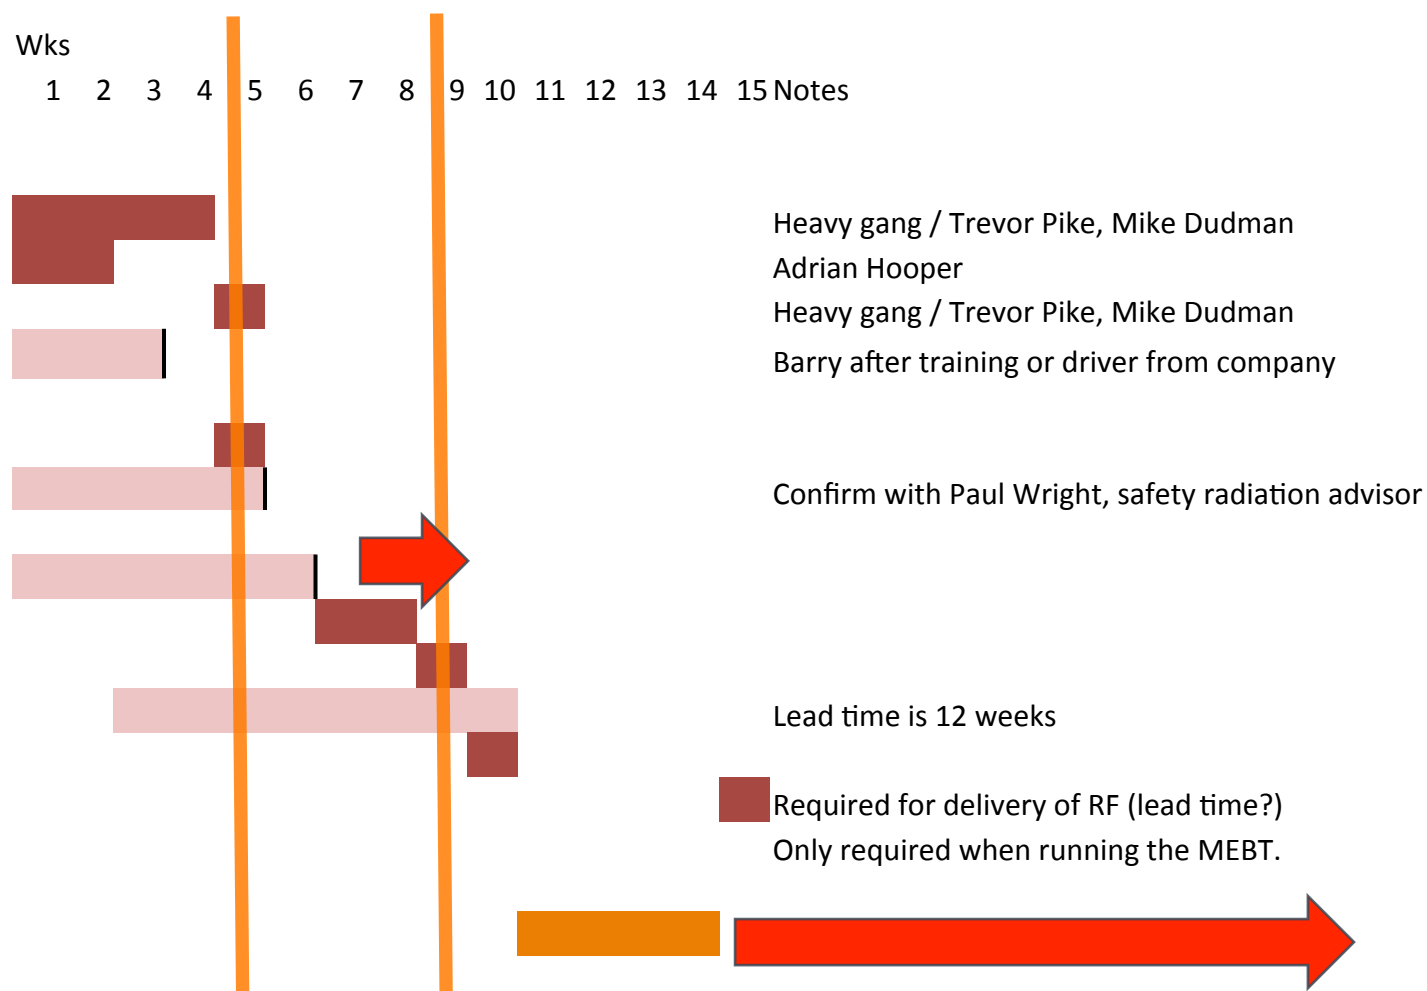 Wks
1 2 3 4 5 6 7 8 9 10 11 12 13 14 15 Notes
Heavy gang / Trevor Pike, Mike Dudman
Adrian Hooper
Heavy gang / Trevor Pike, Mike Dudman
Barry after training or driver from company
Confirm with Paul Wright, safety radiation advisor
Lead time is 12 weeks
Required for delivery of RF (lead time?)
Only required when running the MEBT.